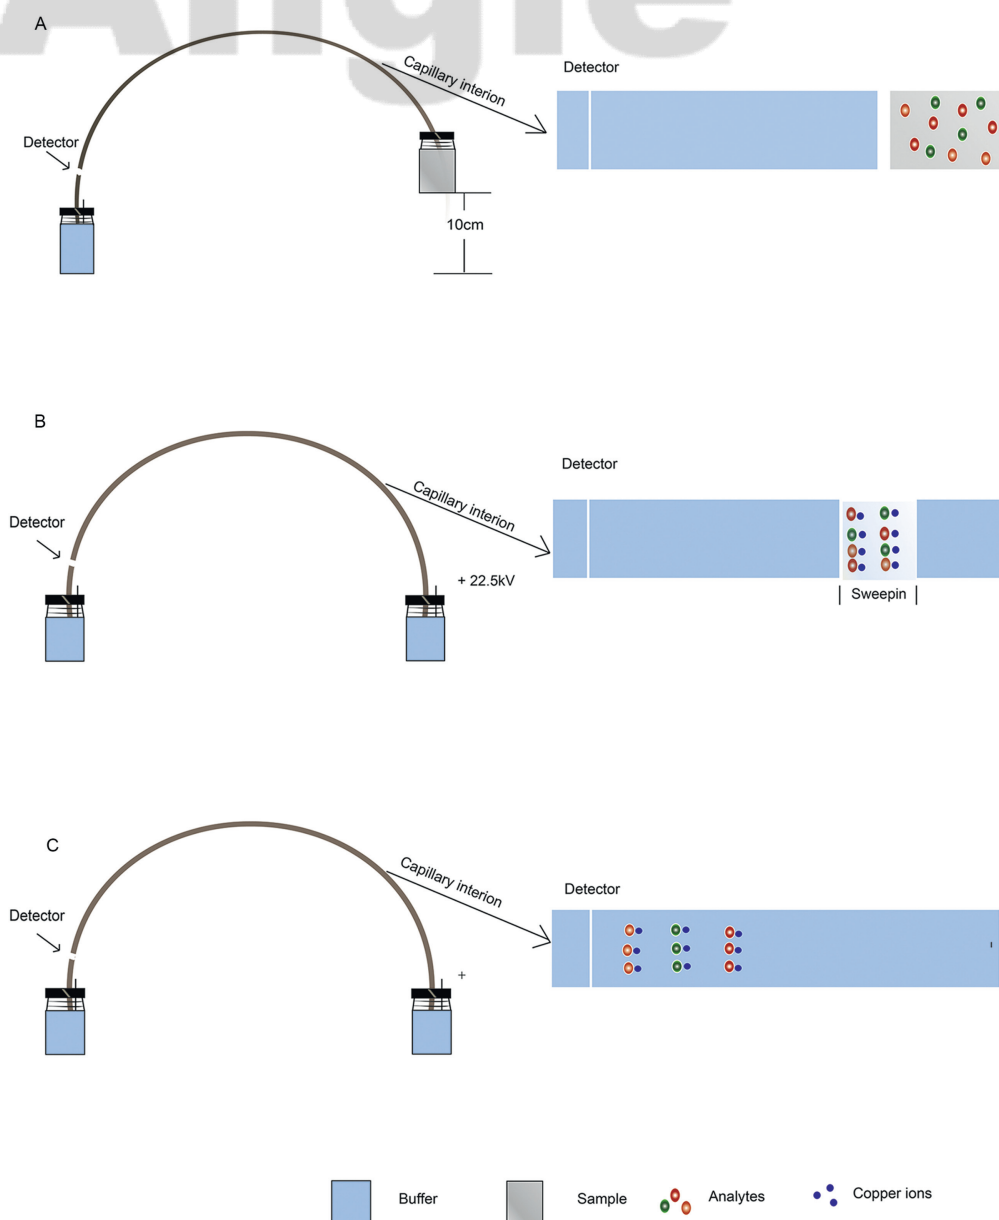 Angle
A
Capillary interion
Detector
Detector
10cm
B
Detector
Capillary interion
Detector
+ 22.5kV
Sweepin
C
Capillary interion
Detector
Detector
+
-
Buffer
Sample
Analytes
Copper ions